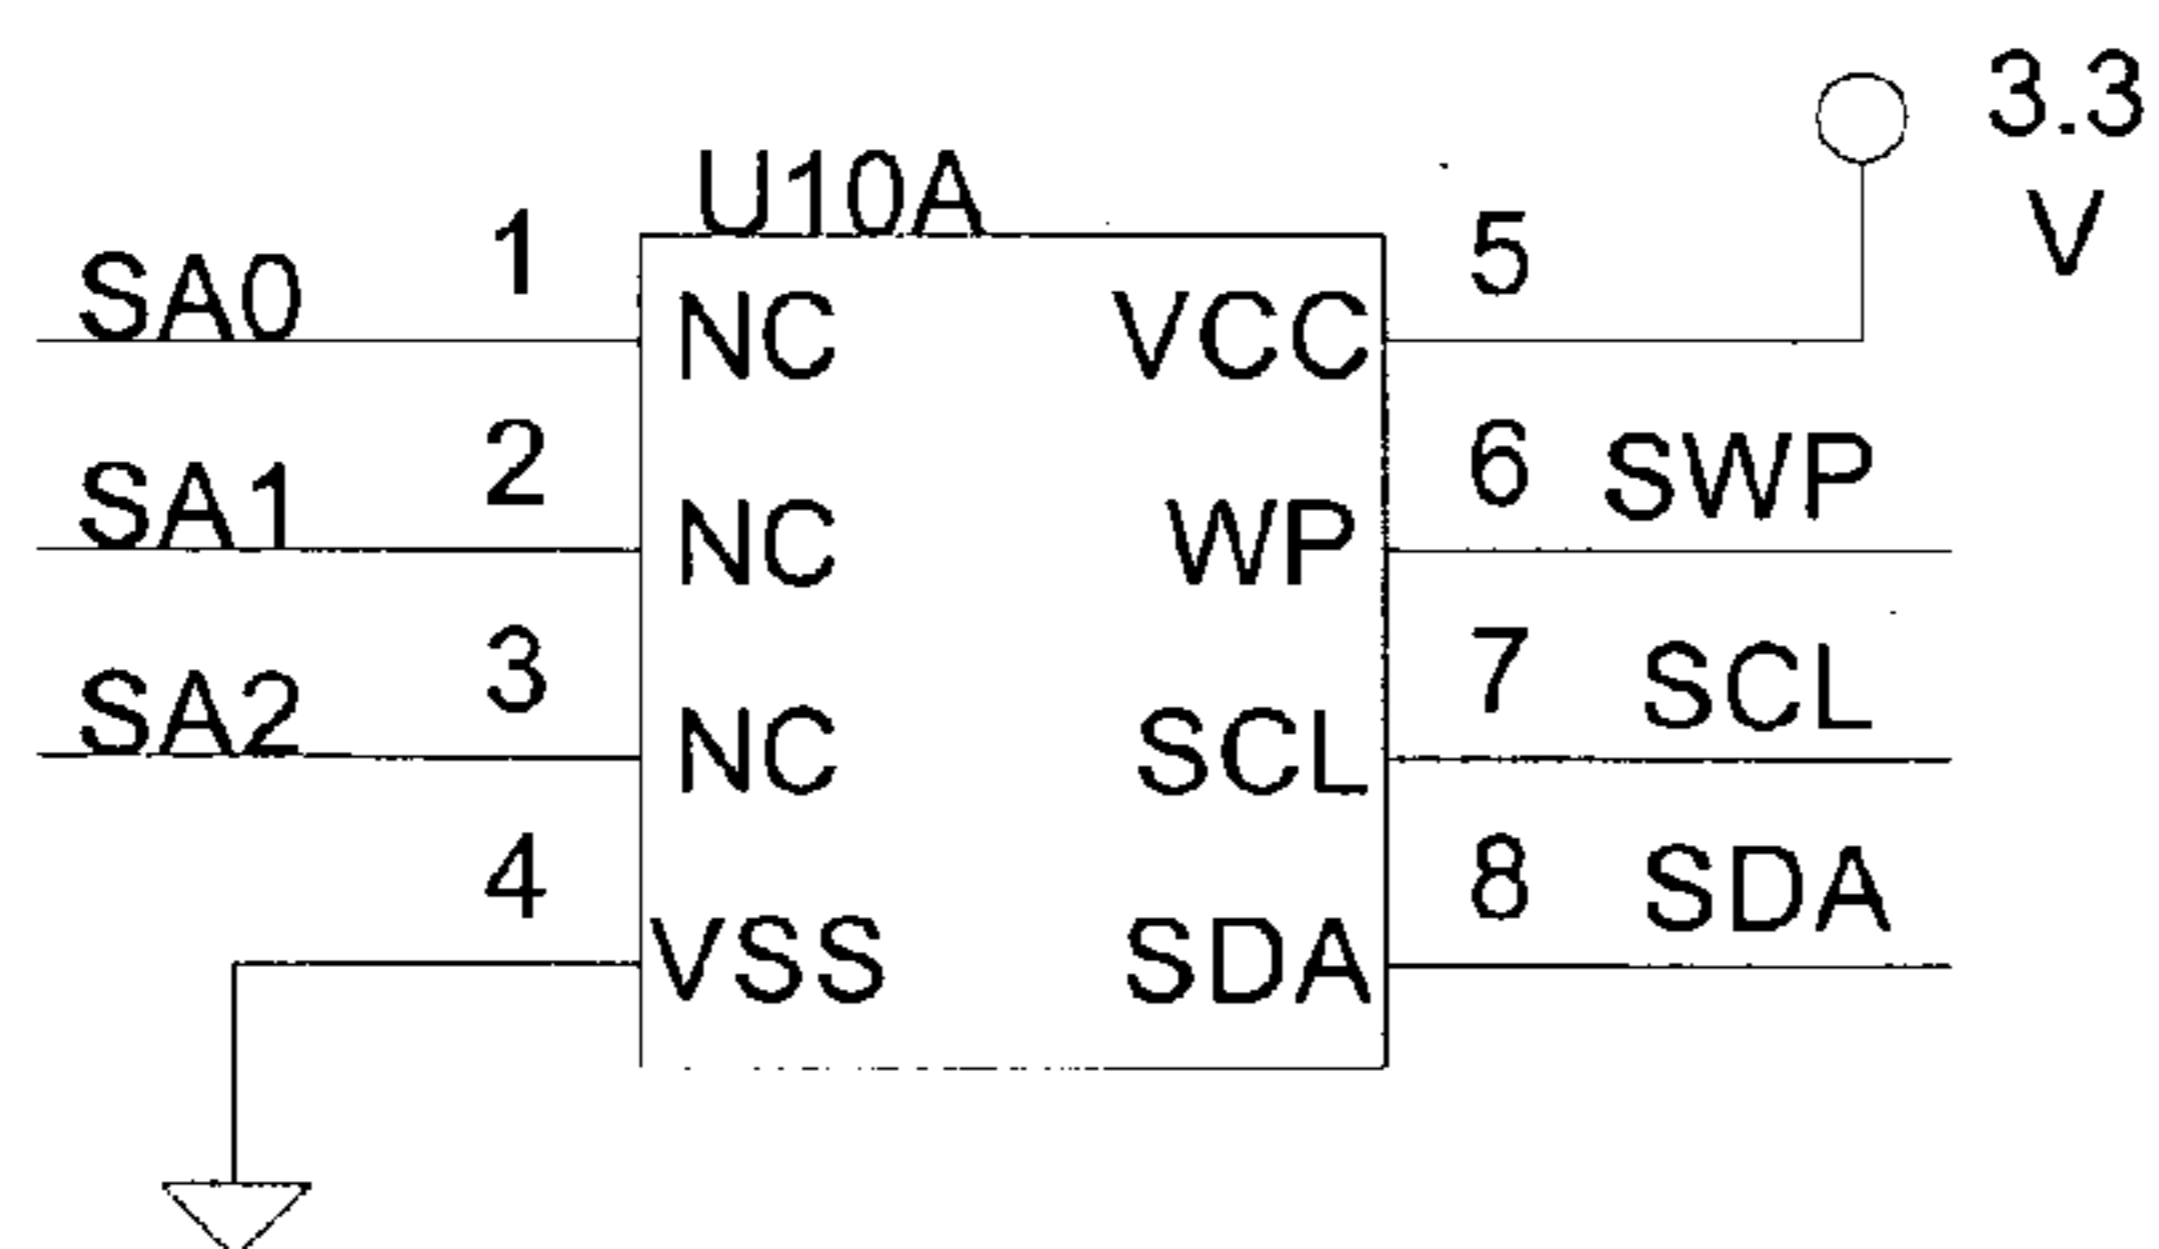 U10A
3.3
V
SA0 1 NC VCC 5
SA1 2 NC WP 6 SWP
SA2 3 NC SCL 7 SCL
4 VSS SDA 8 SDA